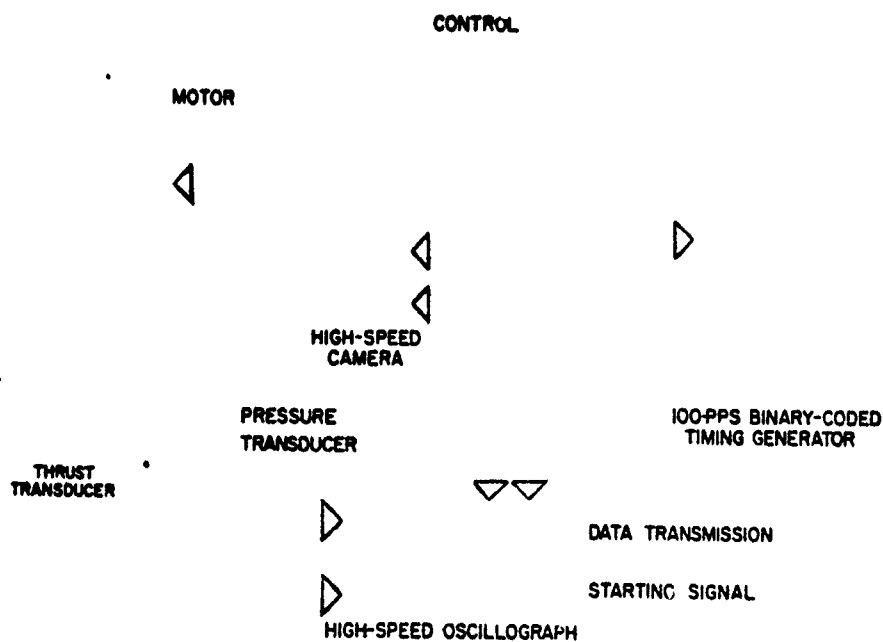 CONTROL
MOTOR
HIGH-SPEED
CAMERA
PRESSURE
TRANSDUCER
100-PPS BINARY-CODED
TIMING GENERATOR
THRUST
TRANSDUCER
DATA TRANSMISSION
STARTING SIGNAL
HIGH-SPEED OSCILLOGRAPH